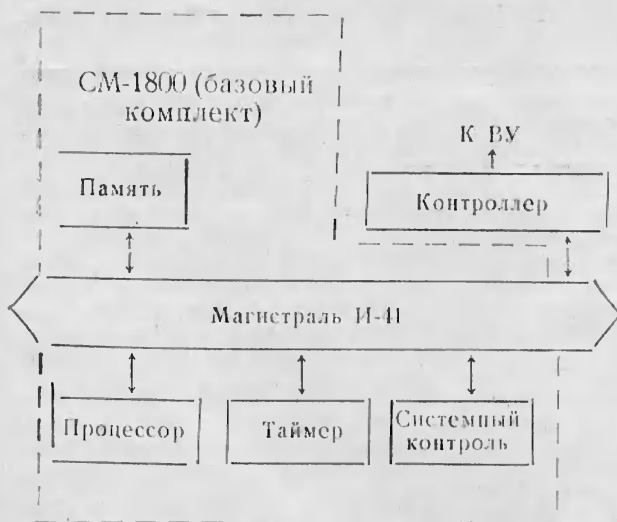 СМ-1800 (базовый
комплект)
К ВУ
Память
Контроллер
Магистраль И-41
Процессор
Таймер
Системный
контроль